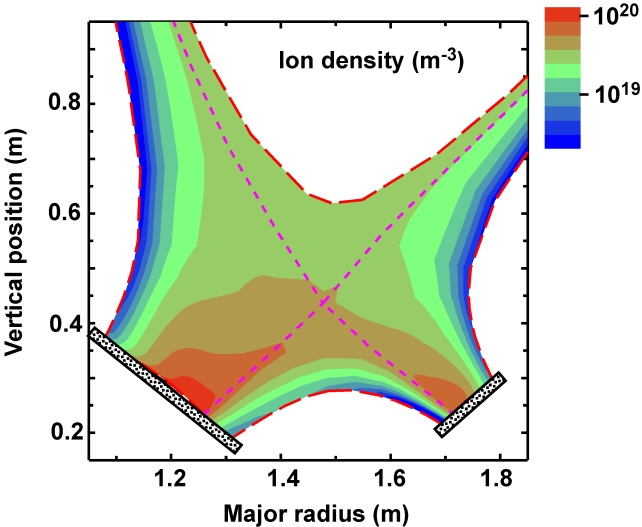 Ion density (m⁻³)
10²⁰
10¹⁹
0.8
0.6
0.4
0.2
Vertical position (m)
1.2 1.4 1.6 1.8
Major radius (m)